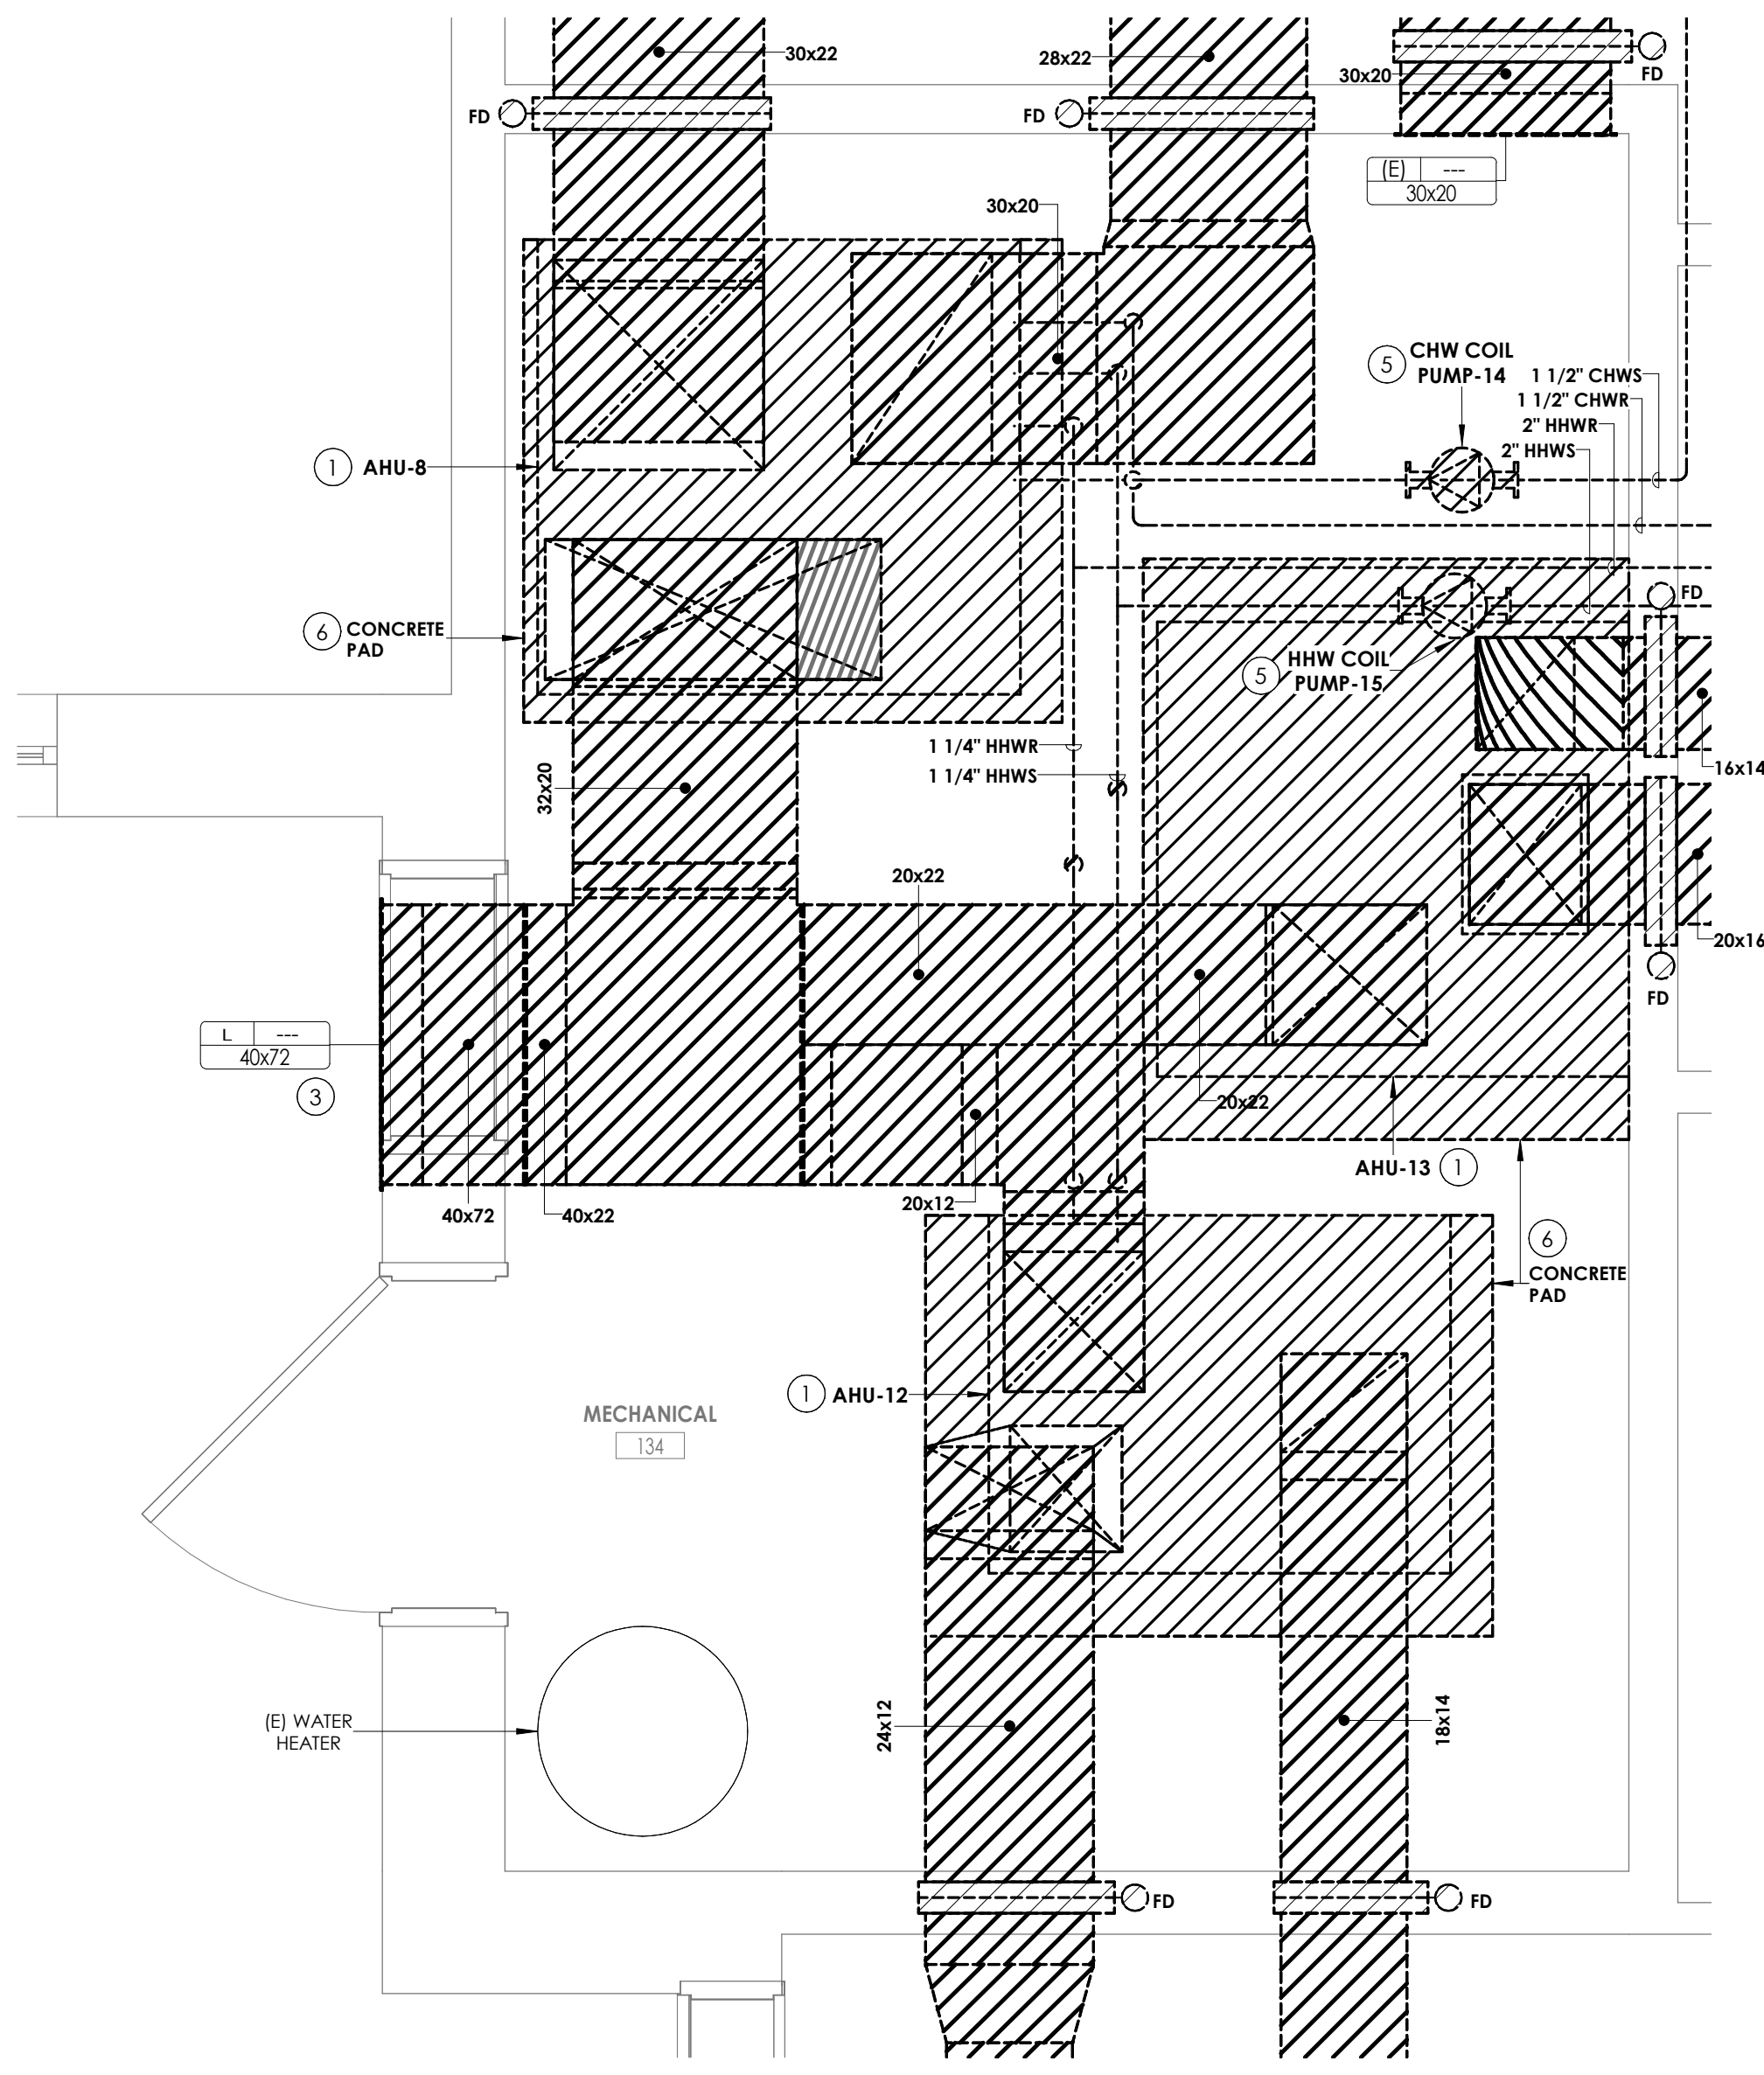 30x22
28x22
30x20
FD
FD
FD
(E) ---
30x20
30x20
5
CHW COIL
PUMP-14
1 1/2" CHWS
1 1/2" CHWR
2" HHWR
2" HHWS
1
AHU-8
FD
6
CONCRETE
PAD
5
HHW COIL
PUMP-15
1 1/4" HHWR
1 1/4" HHWS
16x14
32x20
20x22
20x16
FD
L ---
40x72
3
20x22
40x72
40x22
20x12
AHU-13
1
6
CONCRETE
PAD
1
AHU-12
MECHANICAL
134
(E) WATER
HEATER
24x12
18x14
FD
FD